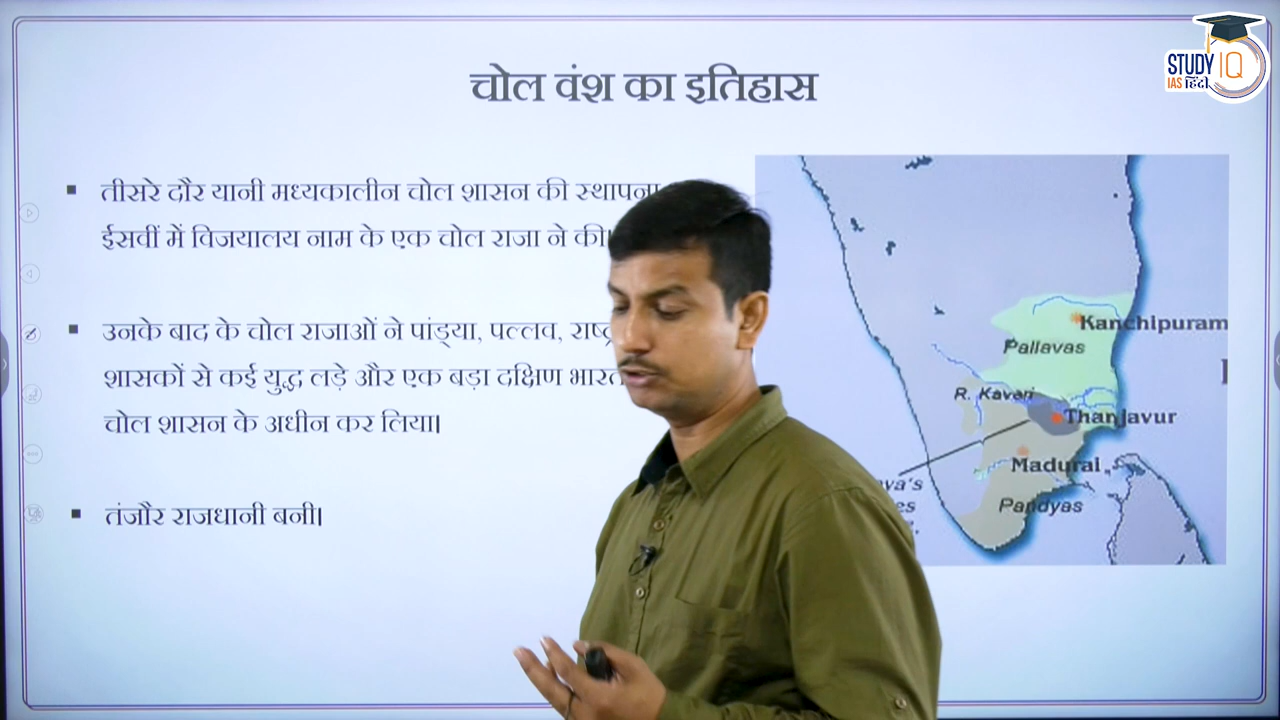 STUDY IQ
IAS हिंदी
चोल वंश का इतिहास
तीसरे दौर यानी मध्यकालीन चोल शासन की स्थापना
ईसवीं में विजयालय नाम के एक चोल राजा ने की।
उनके बाद के चोल राजाओं ने पांड्या, पल्लव,
शासकों से कई युद्ध लड़े और एक बड़ा दक्षिण भारत
चोल शासन के अधीन कर लिया।
तंजौर राजधानी बनी।
Kanchipuram
Pallavas
R. Kavari
Thanjavur
Madurai
Pandyas